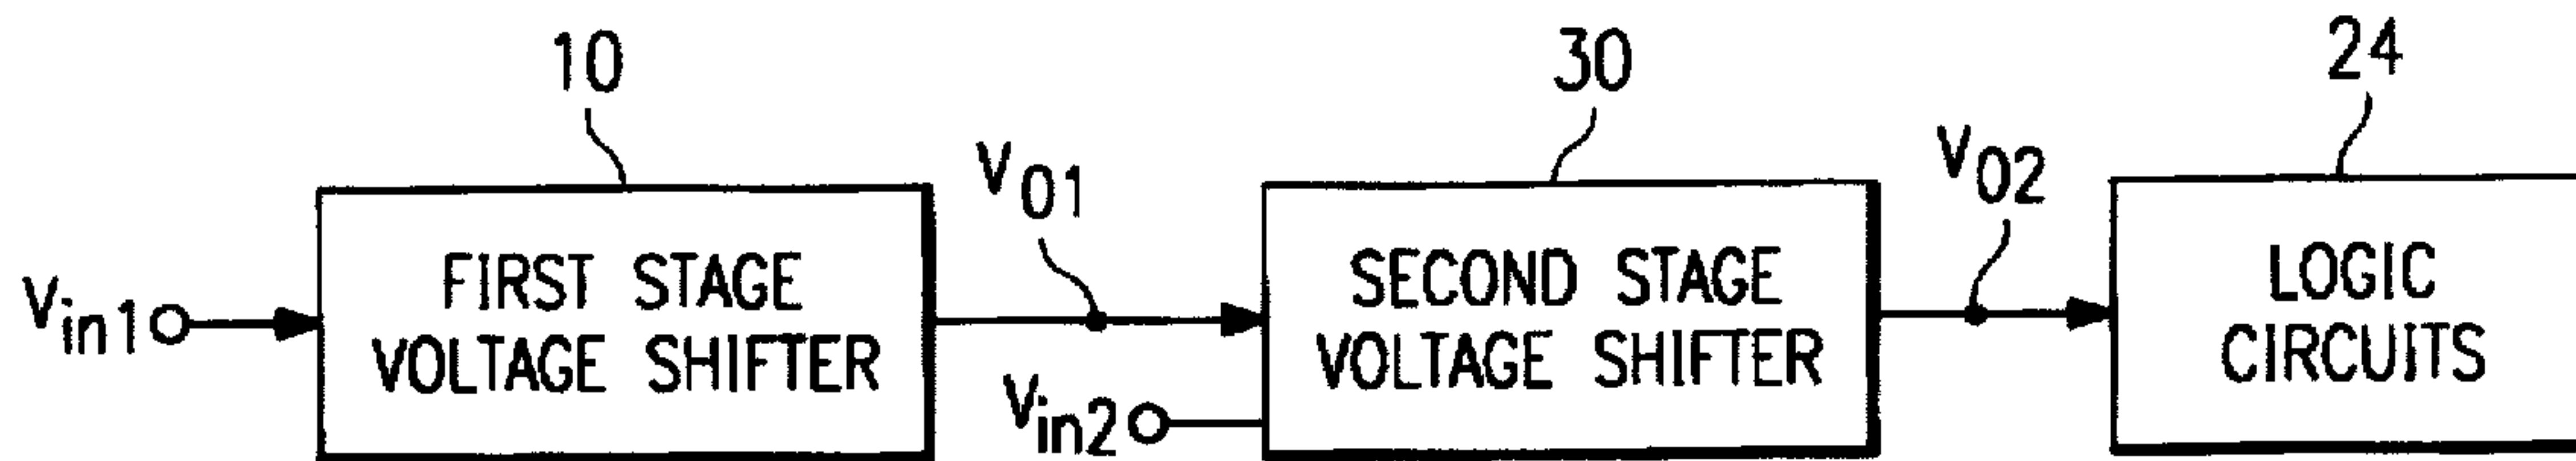 10
30
24
V01
V02
Vin1
FIRST STAGE
VOLTAGE SHIFTER
SECOND STAGE
VOLTAGE SHIFTER
LOGIC
CIRCUITS
Vin2